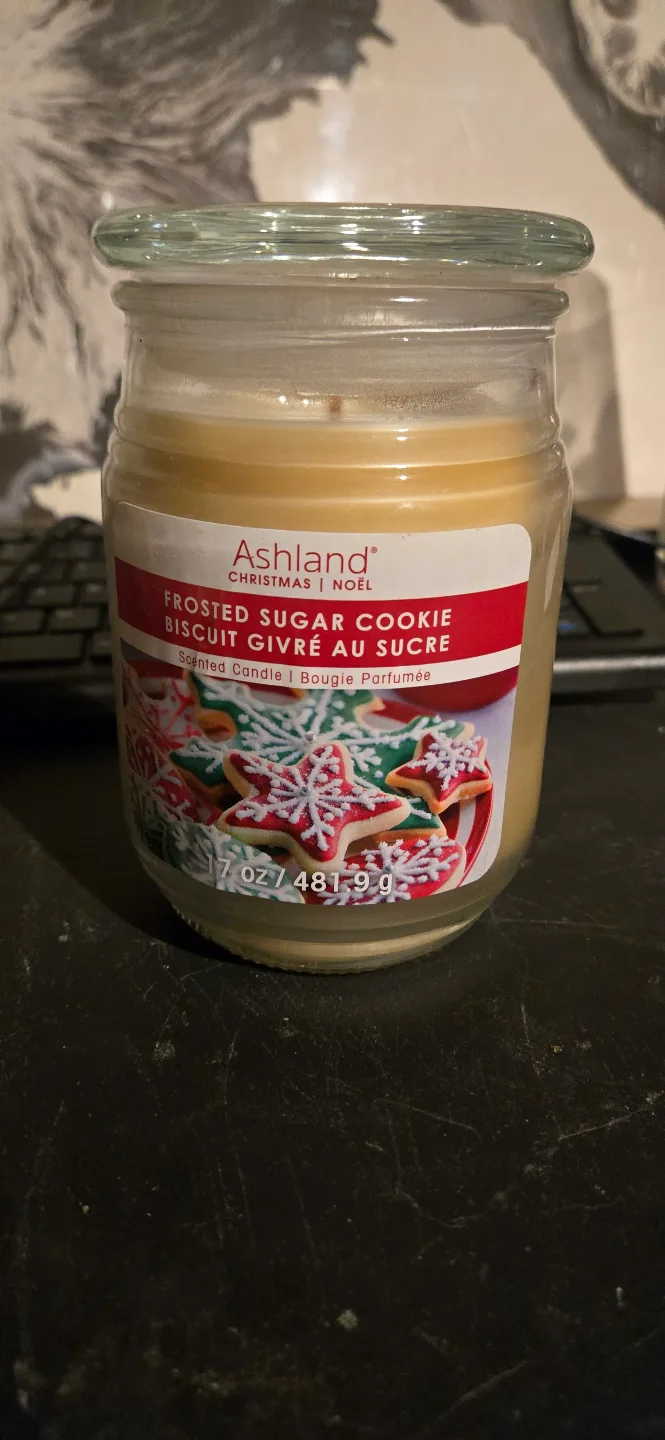 Ashland®
CHRISTMAS | NOËL
FROSTED SUGAR COOKIE
BISCUIT GIVRÉ AU SUCRE
Scented Candle | Bougie Parfumée
17 oz / 481.9 g